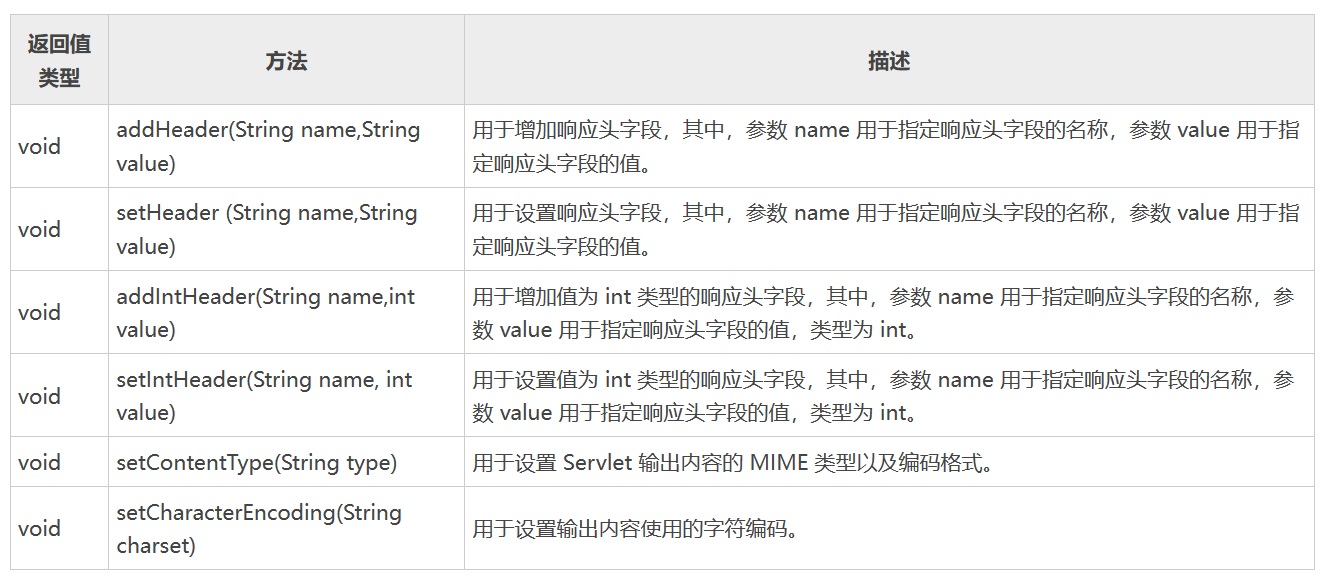 返回值
类型
方法
描述
void
addHeader(String name,String
value)
用于增加响应头字段，其中，参数 name 用于指定响应头字段的名称，参数 value 用于指
定响应头字段的值。
void
setHeader (String name,String
value)
用于设置响应头字段，其中，参数 name 用于指定响应头字段的名称，参数 value 用于指
定响应头字段的值。
void
addIntHeader(String name,int
value)
用于增加值为 int 类型的响应头字段，其中，参数 name 用于指定响应头字段的名称，参
数 value 用于指定响应头字段的值，类型为 int。
void
setIntHeader(String name, int
value)
用于设置值为 int 类型的响应头字段，其中，参数 name 用于指定响应头字段的名称，参
数 value 用于指定响应头字段的值，类型为 int。
void
setContentType(String type)
用于设置 Servlet 输出内容的 MIME 类型以及编码格式。
void
setCharacterEncoding(String
charset)
用于设置输出内容使用的字符编码。